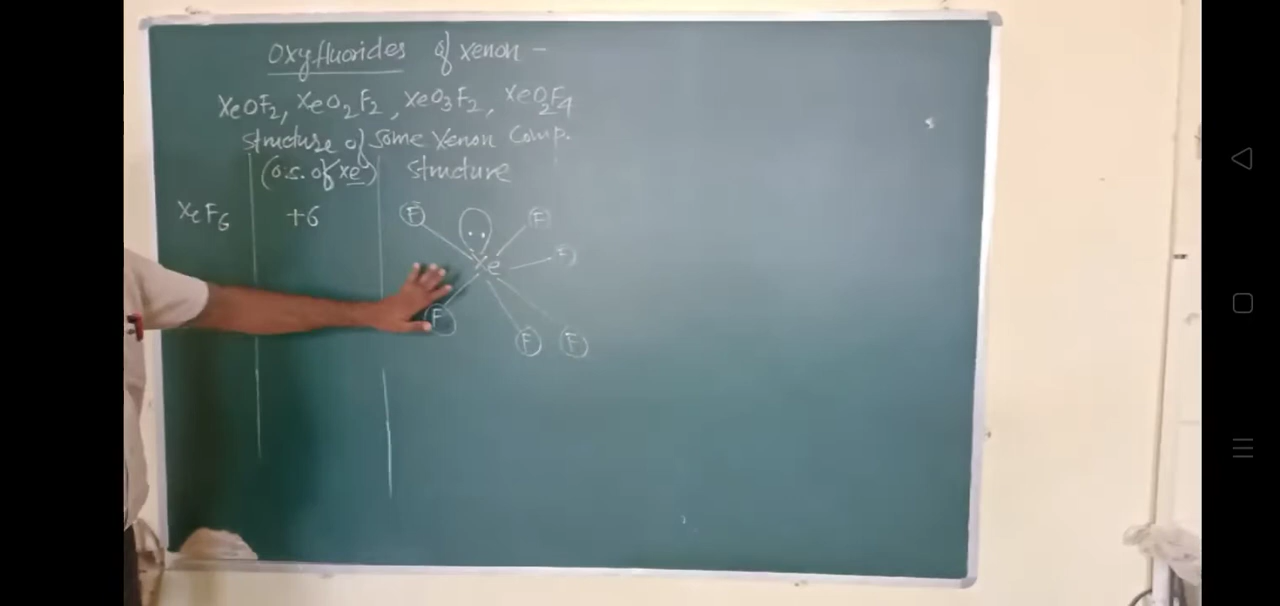 Oxyfluorides of xenon -
XeOF2, XeO2F2, XeO3F2, XeO2F4
structure of some Xenon Comp.
(o.s. of xe) structure
XeF6 +6
F F
Xe F
F
F F